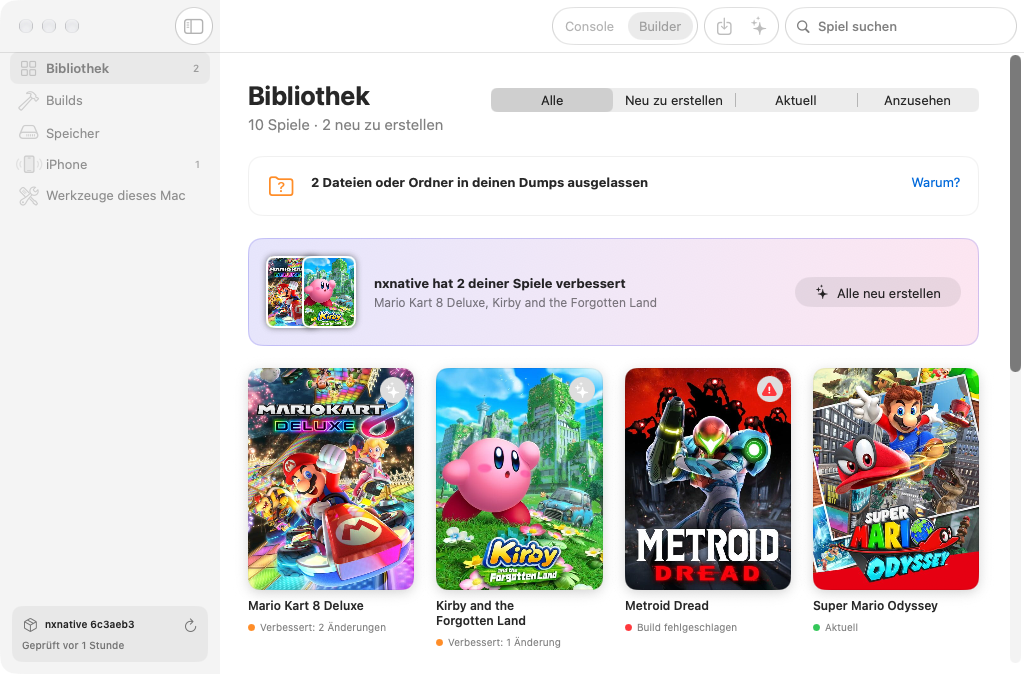 Console
Builder
Spiel suchen
Bibliothek
2
Builds
Speicher
iPhone
1
Werkzeuge dieses Mac
Bibliothek
10 Spiele · 2 neu zu erstellen
Alle
Neu zu erstellen
Aktuell
Anzusehen
?
2 Dateien oder Ordner in deinen Dumps ausgelassen
Warum?
nxnative hat 2 deiner Spiele verbessert
Mario Kart 8 Deluxe, Kirby and the Forgotten Land
Alle neu erstellen
MARIOKART
8
DELUXE
Kirby
and the
Forgotten Land
METROID
DREAD
SUPER
MARIO
ODYSSEY
Mario Kart 8 Deluxe
Verbessert: 2 Änderungen
Kirby and the
Forgotten Land
Verbessert: 1 Änderung
Metroid Dread
Build fehlgeschlagen
Super Mario Odyssey
Aktuell
nxnative 6c3aeb3
Geprüft vor 1 Stunde